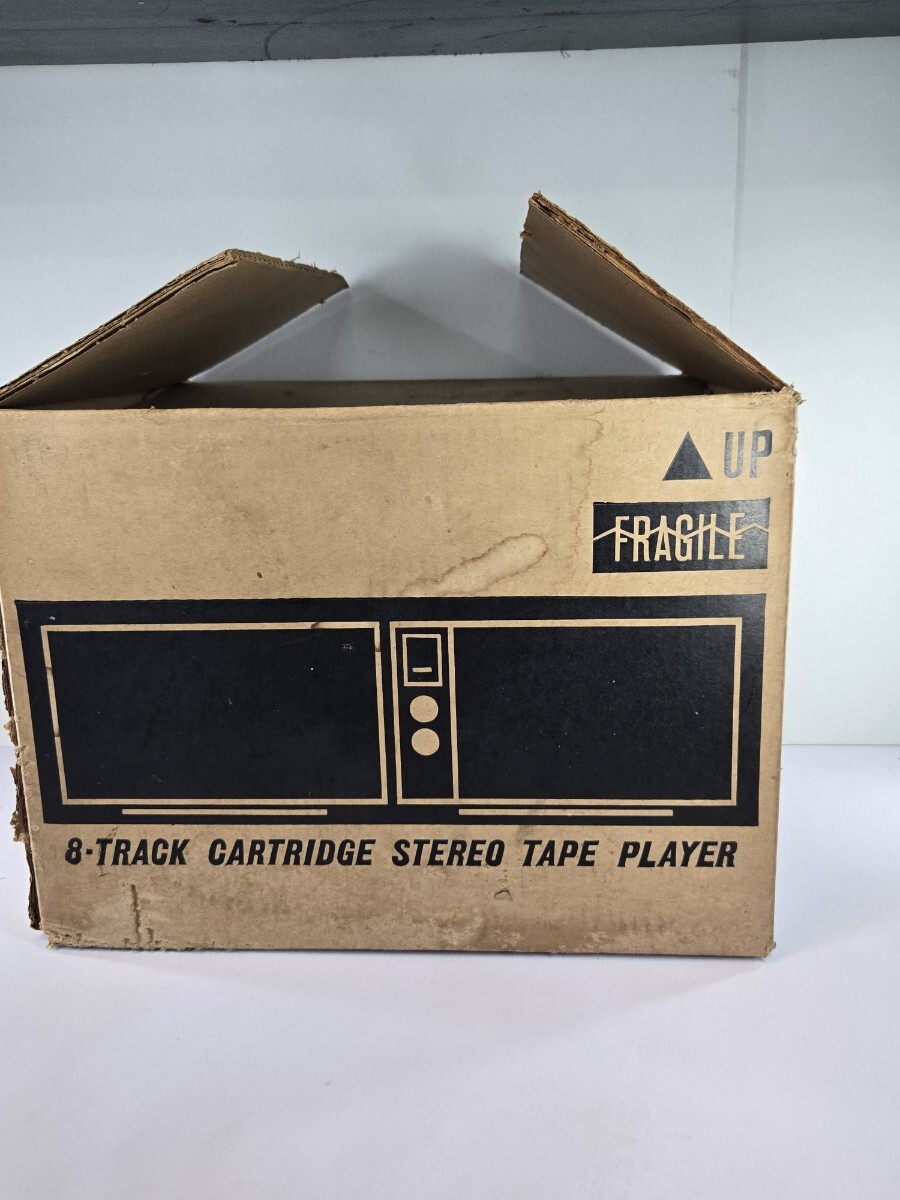 UP
FRAGILE
8-TRACK CARTRIDGE STEREO TAPE PLAYER